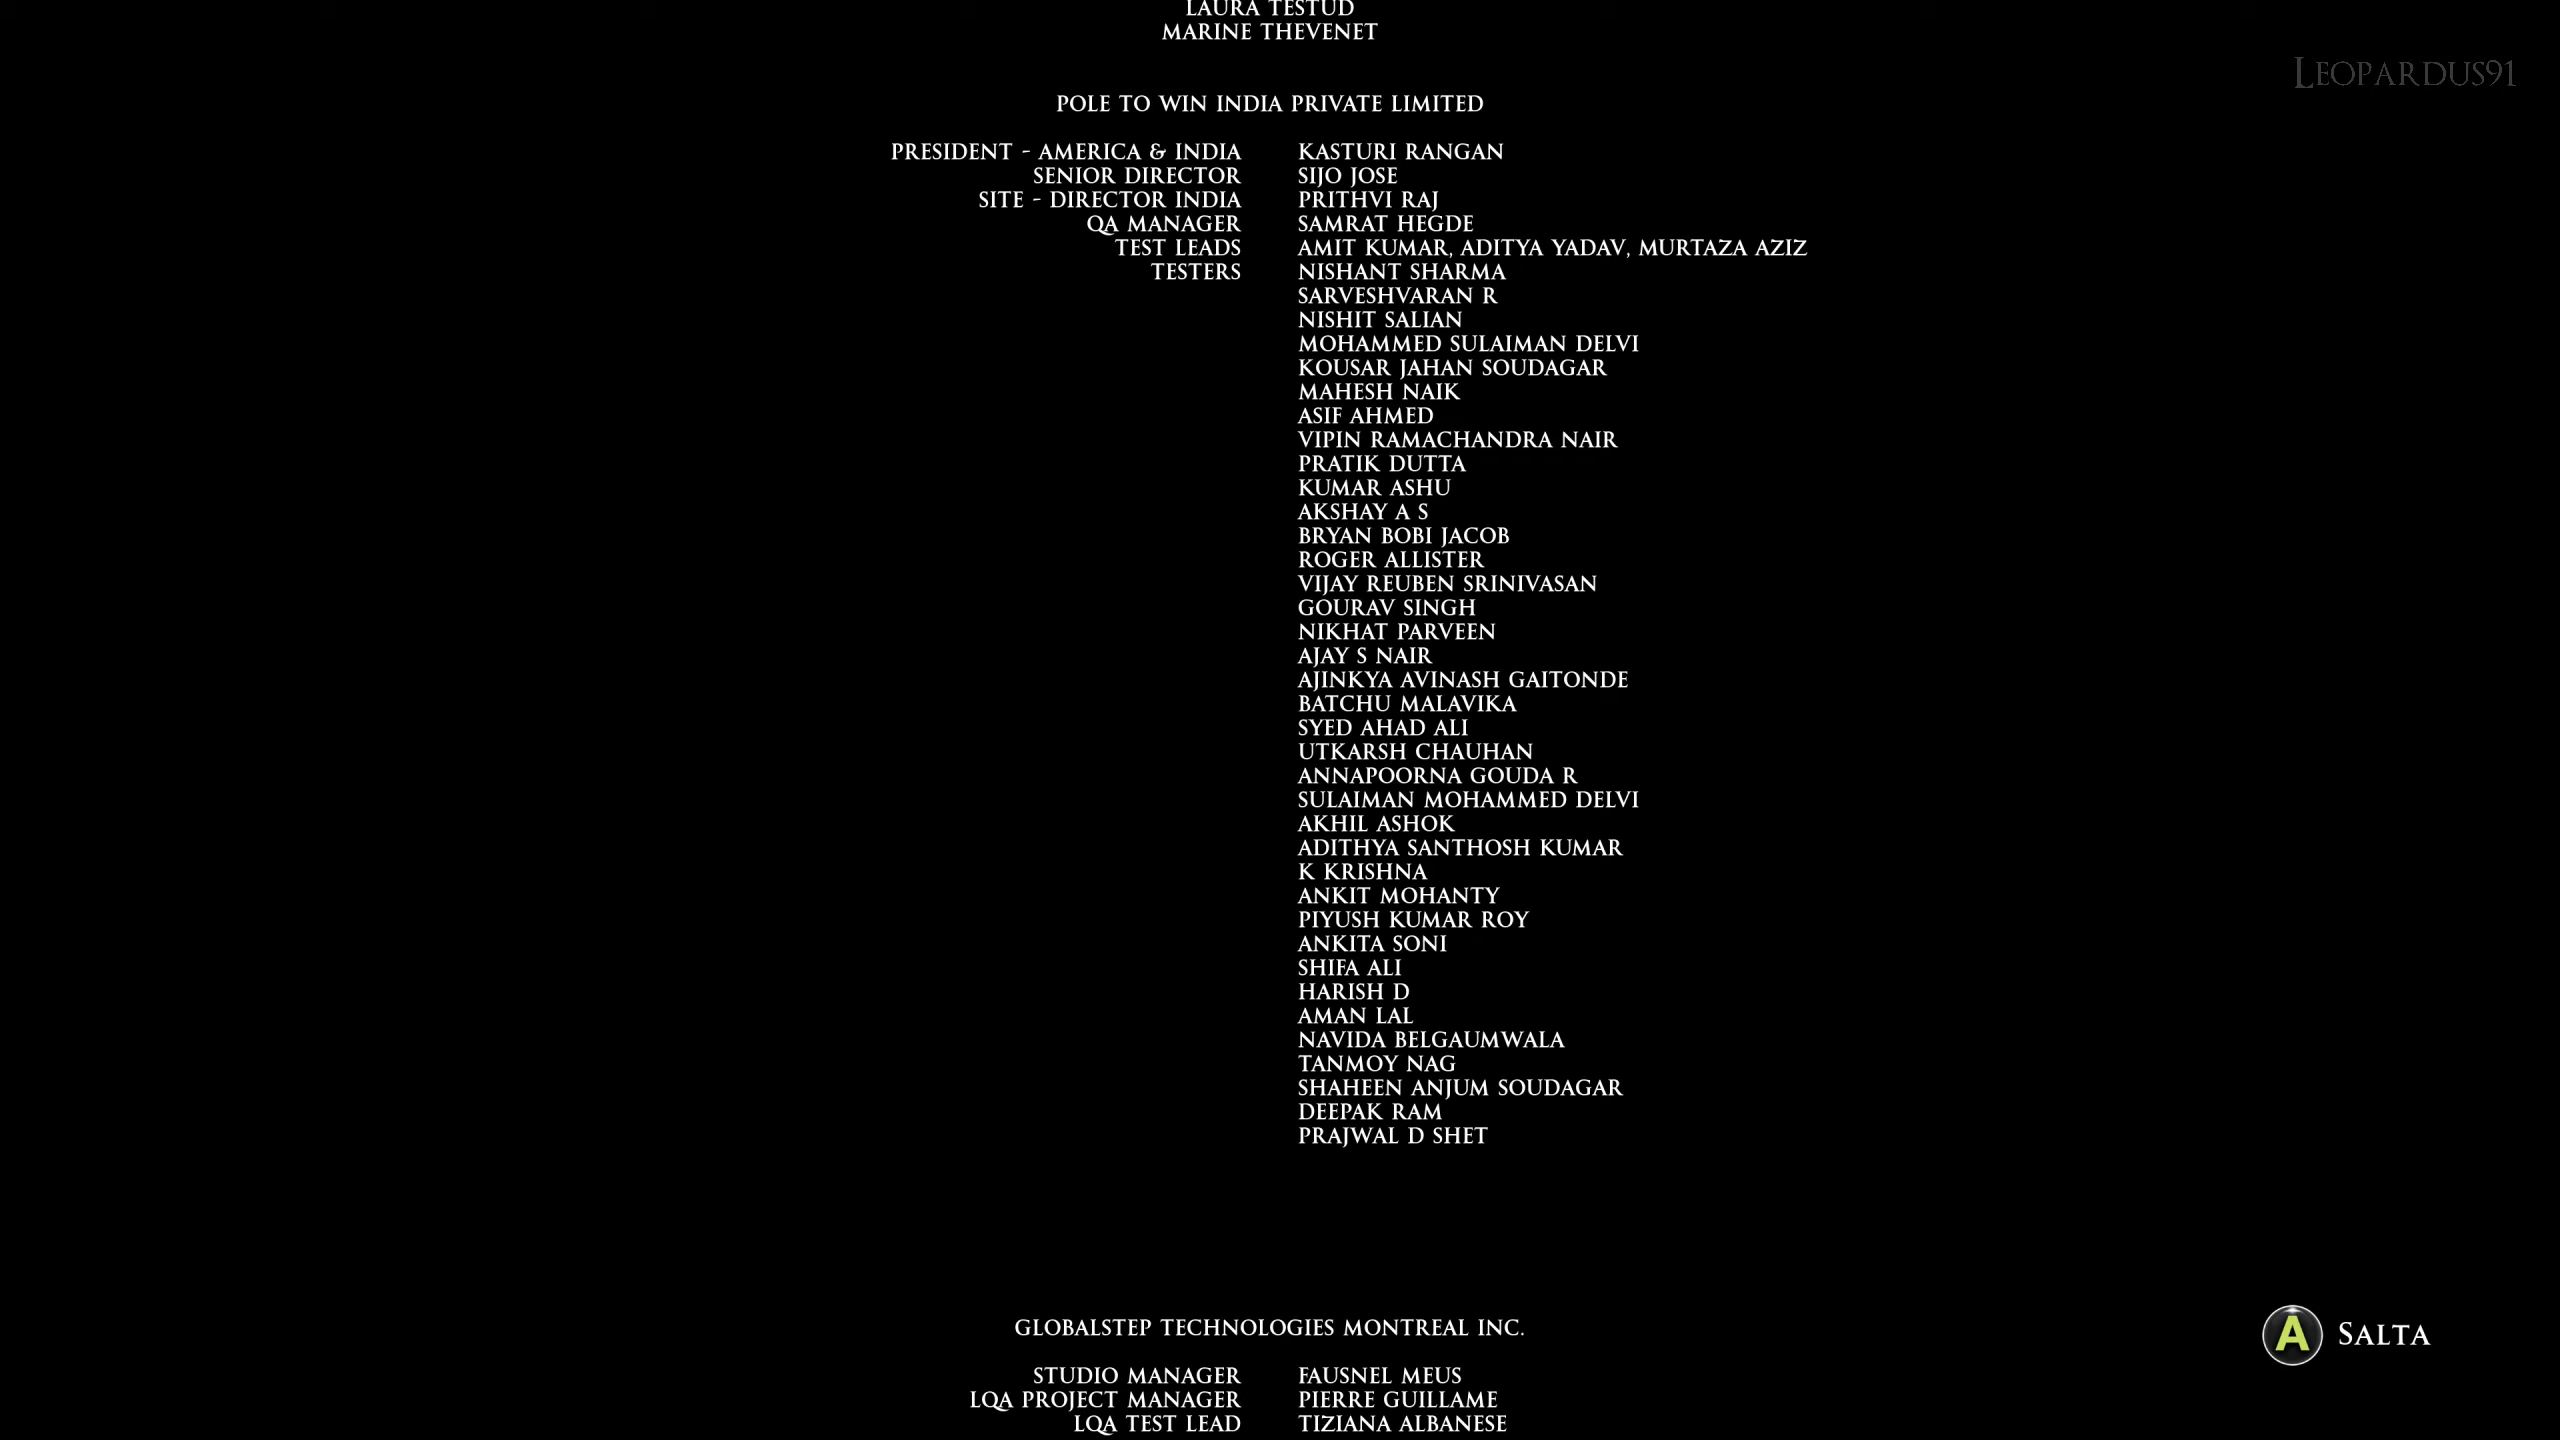 LAURA TESTUD
MARINE THEVENET
LEOPARDUS91
POLE TO WIN INDIA PRIVATE LIMITED
PRESIDENT - AMERICA & INDIA KASTURI RANGAN
SENIOR DIRECTOR SIJO JOSE
SITE - DIRECTOR INDIA PRITHVI RAJ
QA MANAGER SAMRAT HEGDE
TEST LEADS AMIT KUMAR, ADITYA YADAV, MURTAZA AZIZ
TESTERS NISHANT SHARMA
SARVESHVARAN R
NISHIT SALIAN
MOHAMMED SULAIMAN DELVI
KOUSAR JAHAN SOUDAGAR
MAHESH NAIK
ASIF AHMED
VIPIN RAMACHANDRA NAIR
PRATIK DUTTA
KUMAR ASHU
AKSHAY A S
BRYAN BOBI JACOB
ROGER ALLISTER
VIJAY REUBEN SRINIVASAN
GOURAV SINGH
NIKHAT PARVEEN
AJAY S NAIR
AJINKYA AVINASH GAITONDE
BATCHU MALAVIKA
SYED AHAD ALI
UTKARSH CHAUHAN
ANNAPOORNA GOUDA R
SULAIMAN MOHAMMED DELVI
AKHIL ASHOK
ADITHYA SANTHOSH KUMAR
K KRISHNA
ANKIT MOHANTY
PIYUSH KUMAR ROY
ANKITA SONI
SHIFA ALI
HARISH D
AMAN LAL
NAVIDA BELGAUMWALA
TANMOY NAG
SHAHEEN ANJUM SOUDAGAR
DEEPAK RAM
PRAJWAL D SHET
GLOBALSTEP TECHNOLOGIES MONTREAL INC.
A SALTA
STUDIO MANAGER FAUSNEL MEUS
LQA PROJECT MANAGER PIERRE GUILLAME
LQA TEST LEAD TIZIANA ALBANESE